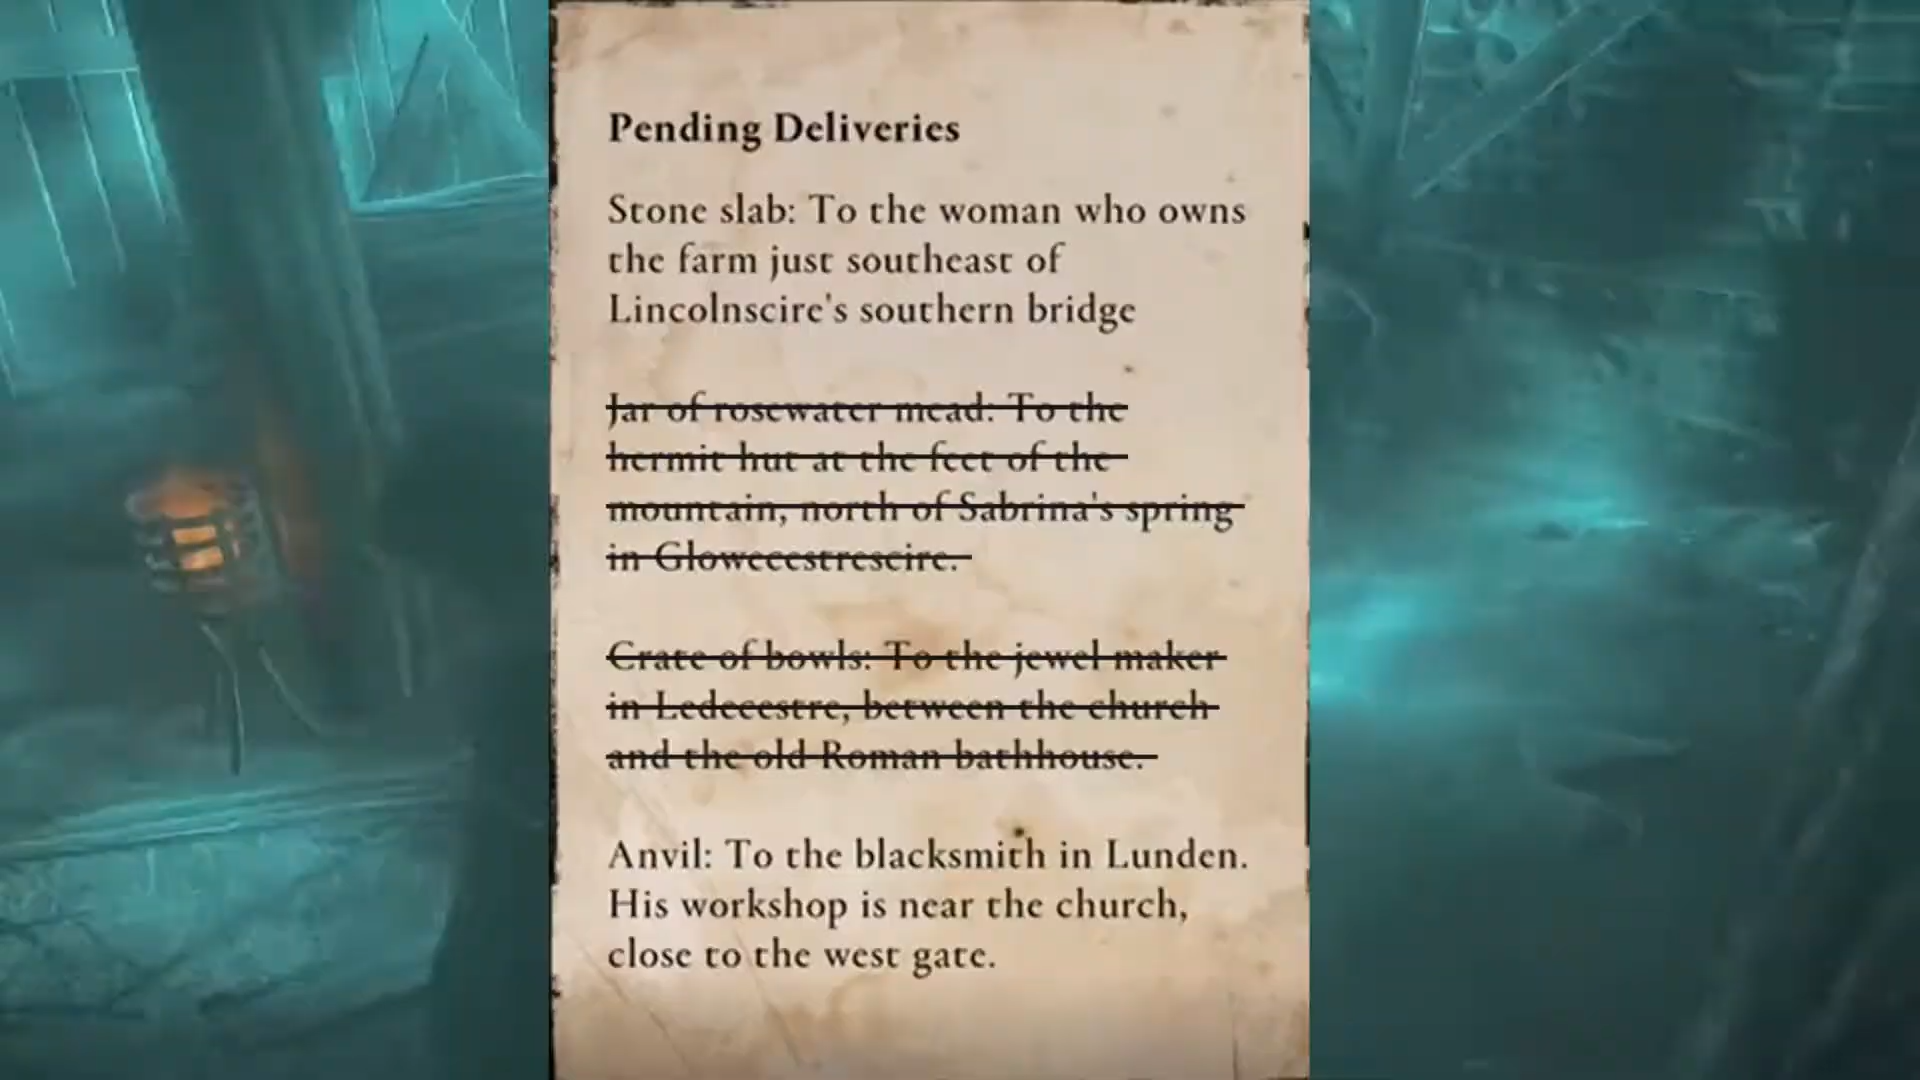 Pending Deliveries
Stone slab: To the woman who owns
the farm just southeast of
Lincolnscire's southern bridge
Jar of rosewater mead: To the
hermit hut at the feet of the
mountain, north of Sabrina's spring
in Glowecestrescire.
Crate of bowls: To the jewel maker
in Ledecestre, between the church
and the old Roman bathhouse.
Anvil: To the blacksmith in Lunden.
His workshop is near the church,
close to the west gate.